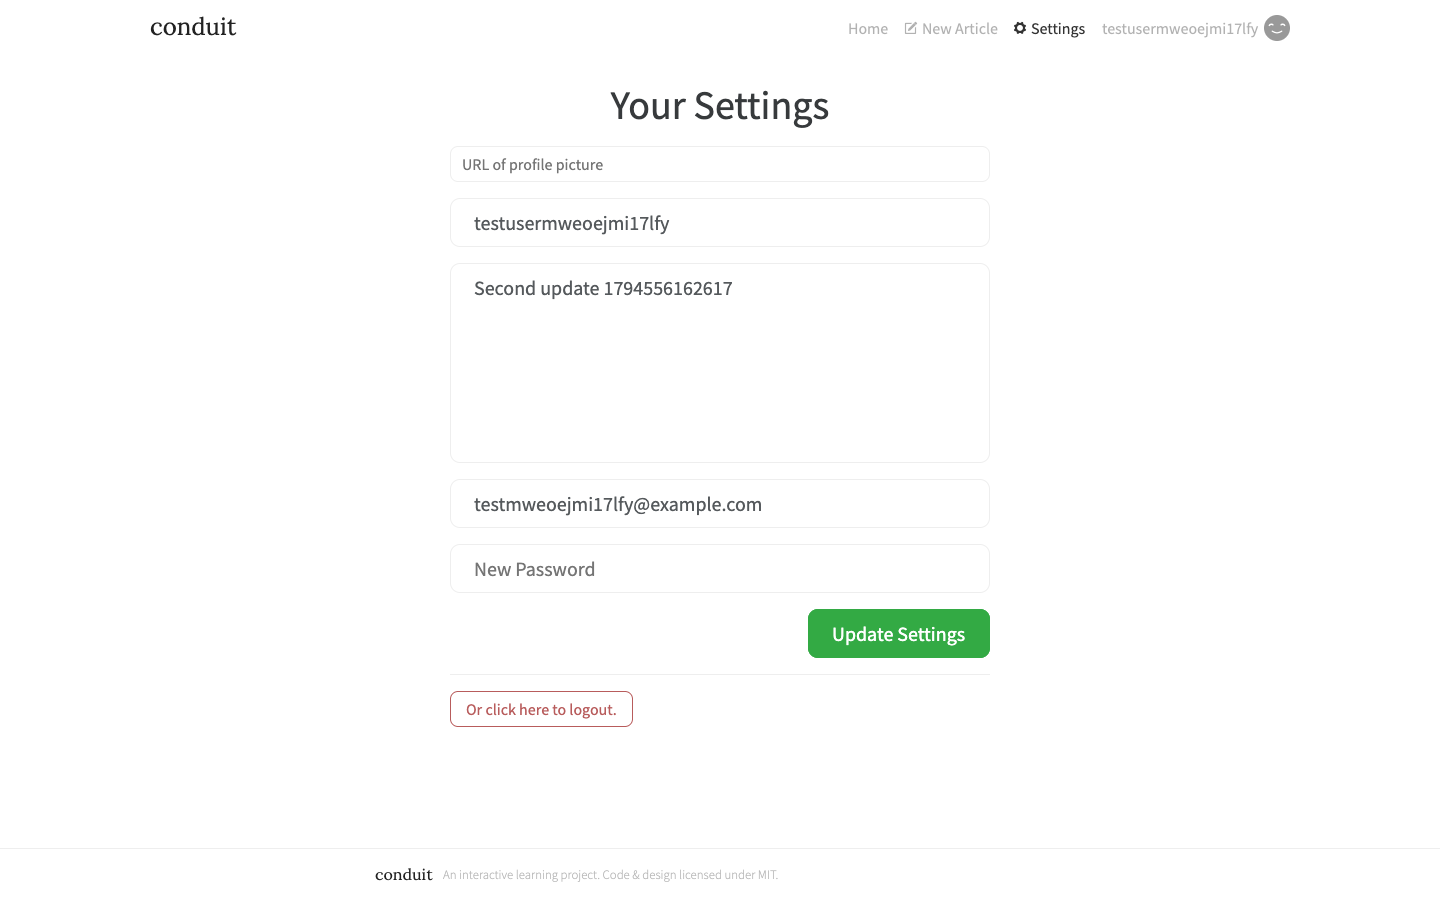 conduit
Home
New Article
Settings
testusermweoejmi17lfy
Your Settings
URL of profile picture
testusermweoejmi17lfy
Second update 1794556162617
testmweoejmi17lfy@example.com
New Password
Update Settings
Or click here to logout.
conduit An interactive learning project. Code & design licensed under MIT.